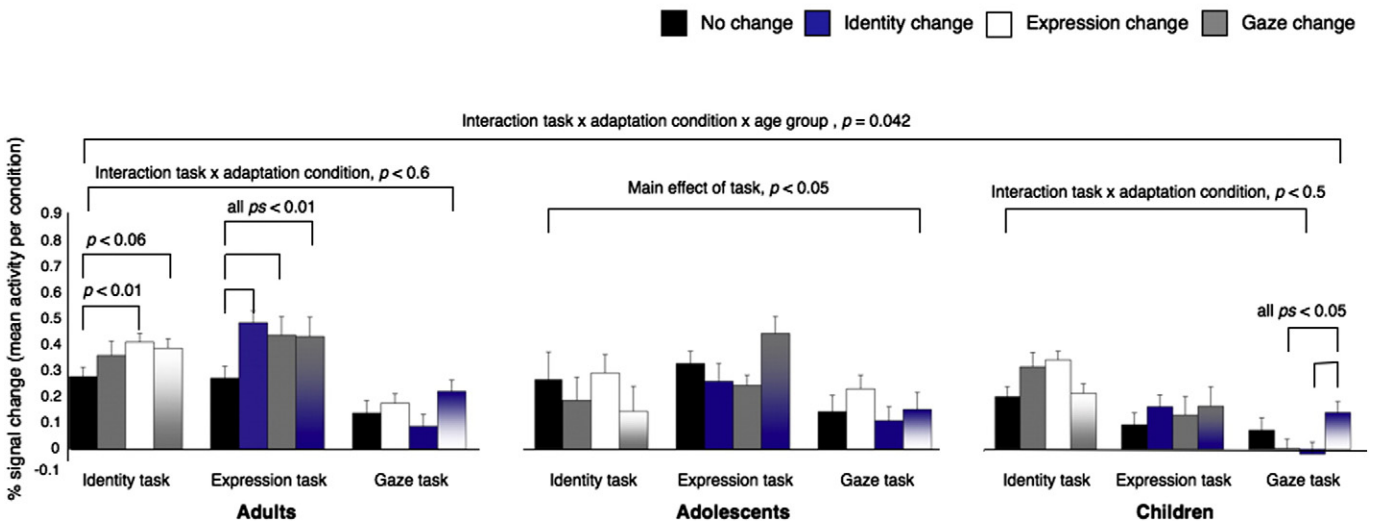 No change Identity change Expression change Gaze change
Interaction task x adaptation condition x age group , p = 0.042
Interaction task x adaptation condition, p < 0.6
Main effect of task, p < 0.05
Interaction task x adaptation condition, p < 0.5
all ps < 0.01
p < 0.06
p < 0.01
all ps < 0.05
% signal change (mean activity per condition)
0.9
0.8
0.7
0.6
0.5
0.4
0.3
0.2
0.1
0
-0.1
Identity task Expression task Gaze task
Adults
Identity task Expression task Gaze task
Adolescents
Identity task Expression task Gaze task
Children